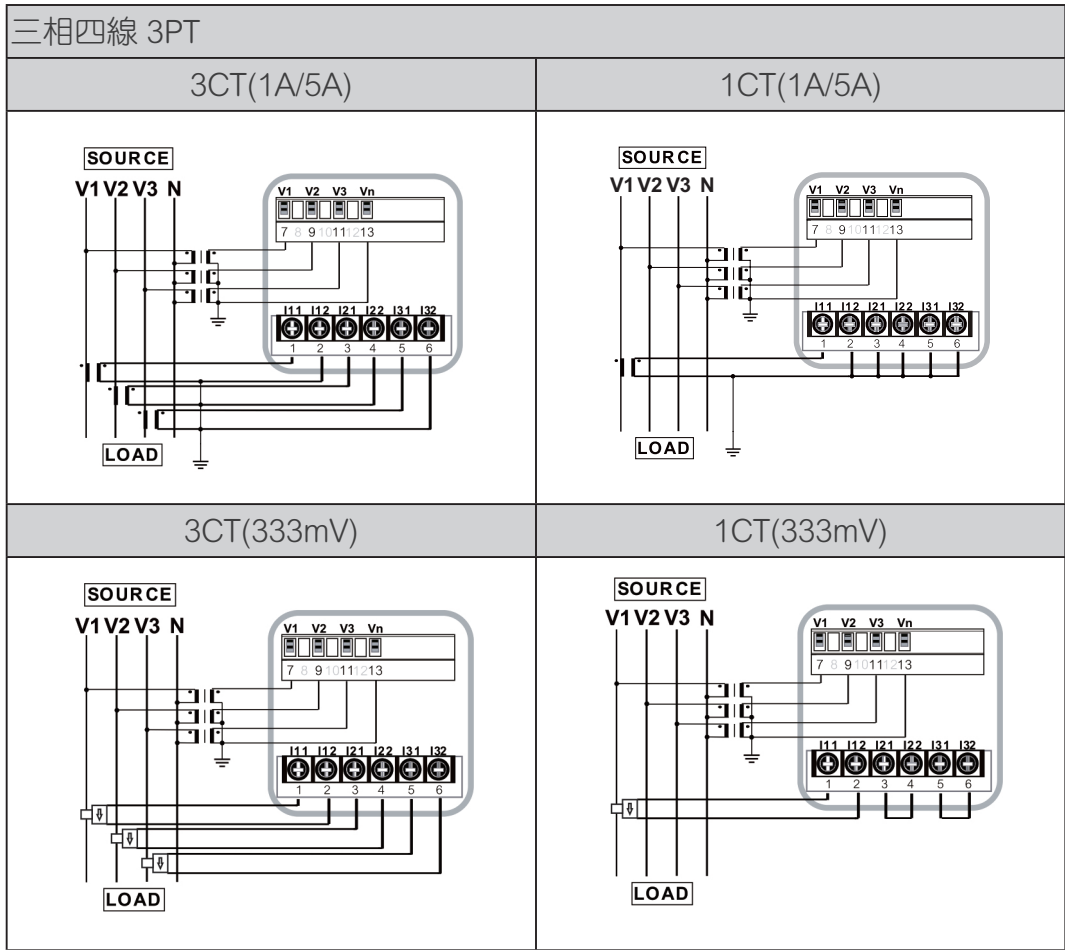 三相四線 3PT
3CT(1A/5A)
1CT(1A/5A)
SOURCE
V1 V2 V3 N
V1 V2 V3 Vn
7 8 9 10 11 12 13
I11 I12 I21 I22 I31 I32
1 2 3 4 5 6
LOAD
SOURCE
V1 V2 V3 N
V1 V2 V3 Vn
7 8 9 10 11 12 13
I11 I12 I21 I22 I31 I32
1 2 3 4 5 6
LOAD
3CT(333mV)
1CT(333mV)
SOURCE
V1 V2 V3 N
V1 V2 V3 Vn
7 8 9 10 11 12 13
I11 I12 I21 I22 I31 I32
1 2 3 4 5 6
LOAD
SOURCE
V1 V2 V3 N
V1 V2 V3 Vn
7 8 9 10 11 12 13
I11 I12 I21 I22 I31 I32
1 2 3 4 5 6
LOAD